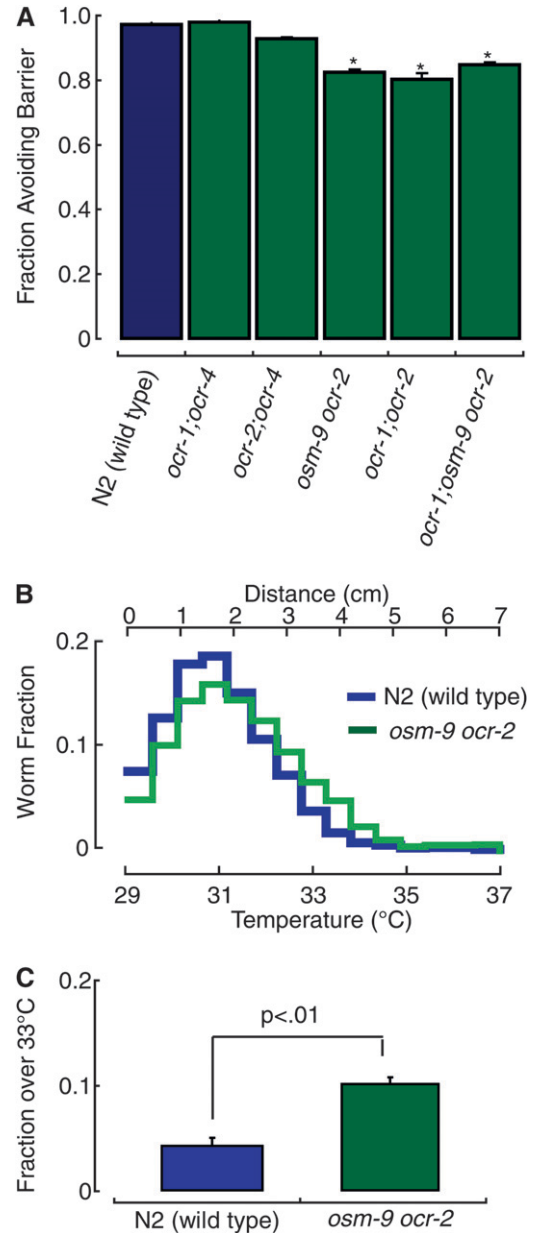 A
Fraction Avoiding Barrier
1.0
0.8
0.6
0.4
0.2
0
*
*
*
N2 (wild type)
ocr-1;ocr-4
ocr-2;ocr-4
osm-9 ocr-2
ocr-1;ocr-2
ocr-1;osm-9 ocr-2
B
Distance (cm)
0 1 2 3 4 5 6 7
Worm Fraction
0.2
0.1
0
N2 (wild type)
osm-9 ocr-2
29 31 33 35 37
Temperature (°C)
C
Fraction over 33°C
0.2
0.1
0
p<.01
N2 (wild type)
osm-9 ocr-2